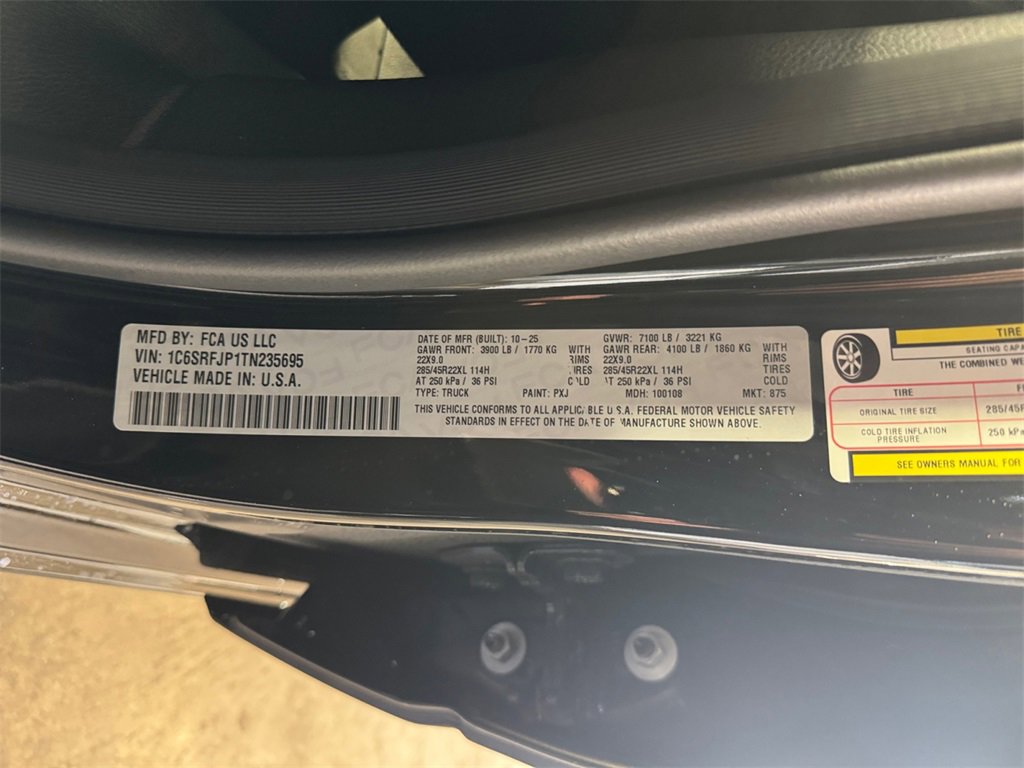 MFD BY: FCA US LLC
VIN: 1C6SRFJP1TN235695
VEHICLE MADE IN: U.S.A.
DATE OF MFR (BUILT): 10-25
GAWR FRONT: 3900 LB / 1770 KG WITH
22X9.0 RIMS
285/45R22XL 114H TIRES
AT 250 kPa / 36 PSI COLD
TYPE: TRUCK PAINT: PXJ
GVWR: 7100 LB / 3221 KG
GAWR REAR: 4100 LB / 1860 KG WITH
22X9.0 RIMS
285/45R22XL 114H TIRES
AT 250 kPa / 36 PSI COLD
MDH: 100108 MKT: 875
THIS VEHICLE CONFORMS TO ALL APPLICABLE U.S.A. FEDERAL MOTOR VEHICLE SAFETY
STANDARDS IN EFFECT ON THE DATE OF MANUFACTURE SHOWN ABOVE.
TIRE
SEATING CAPA
THE COMBINED WE
TIRE
ORIGINAL TIRE SIZE 285/45R
COLD TIRE INFLATION
PRESSURE
250 kPa
SEE OWNERS MANUAL FOR